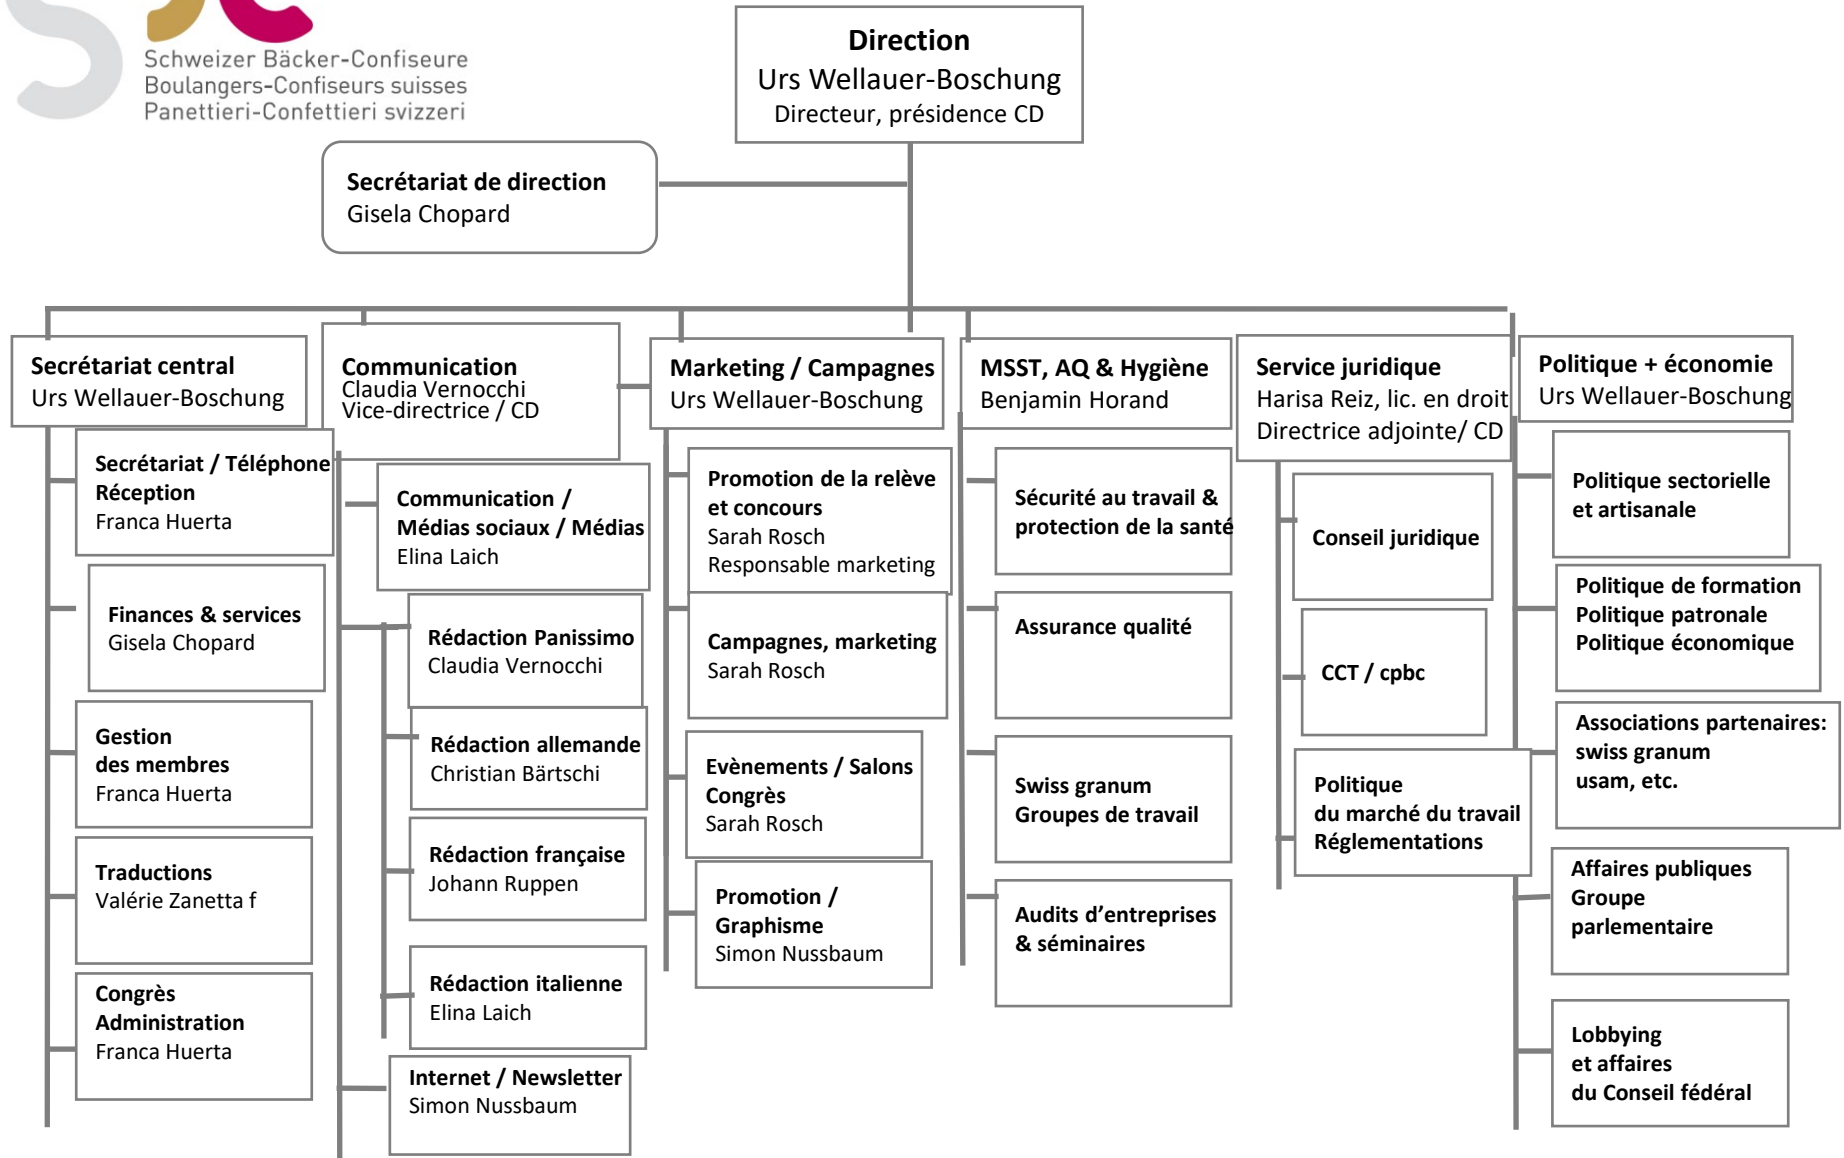 Schweizer Bäcker-Confiseure
Boulangers-Confiseurs suisses
Panettieri-Confettieri svizzeri
Direction
Urs Wellauer-Boschung
Directeur, présidence CD
Secrétariat de direction
Gisela Chopard
Secrétariat central
Urs Wellauer-Boschung
Secrétariat / Téléphone
Réception
Franca Huerta
Finances & services
Gisela Chopard
Gestion
des membres
Franca Huerta
Traductions
Valérie Zanetta f
Congrès
Administration
Franca Huerta
Communication
Claudia Vernocchi
Vice-directrice / CD
Communication /
Médias sociaux / Médias
Elina Laich
Rédaction Panissimo
Claudia Vernocchi
Rédaction allemande
Christian Bärtschi
Rédaction française
Johann Ruppen
Rédaction italienne
Elina Laich
Internet / Newsletter
Simon Nussbaum
Marketing / Campagnes
Urs Wellauer-Boschung
Promotion de la relève
et concours
Sarah Rosch
Responsable marketing
Campagnes, marketing
Sarah Rosch
Evènements / Salons
Congrès
Sarah Rosch
Promotion /
Graphisme
Simon Nussbaum
MSST, AQ & Hygiène
Benjamin Horand
Sécurité au travail &
protection de la santé
Assurance qualité
Swiss granum
Groupes de travail
Audits d’entreprises
& séminaires
Service juridique
Harisa Reiz, lic. en droit
Directrice adjointe/ CD
Conseil juridique
CCT / cpbc
Politique
du marché du travail
Réglementations
Politique + économie
Urs Wellauer-Boschung
Politique sectorielle
et artisanale
Politique de formation
Politique patronale
Politique économique
Associations partenaires:
swiss granum
usam, etc.
Affaires publiques
Groupe
parlementaire
Lobbying
et affaires
du Conseil fédéral